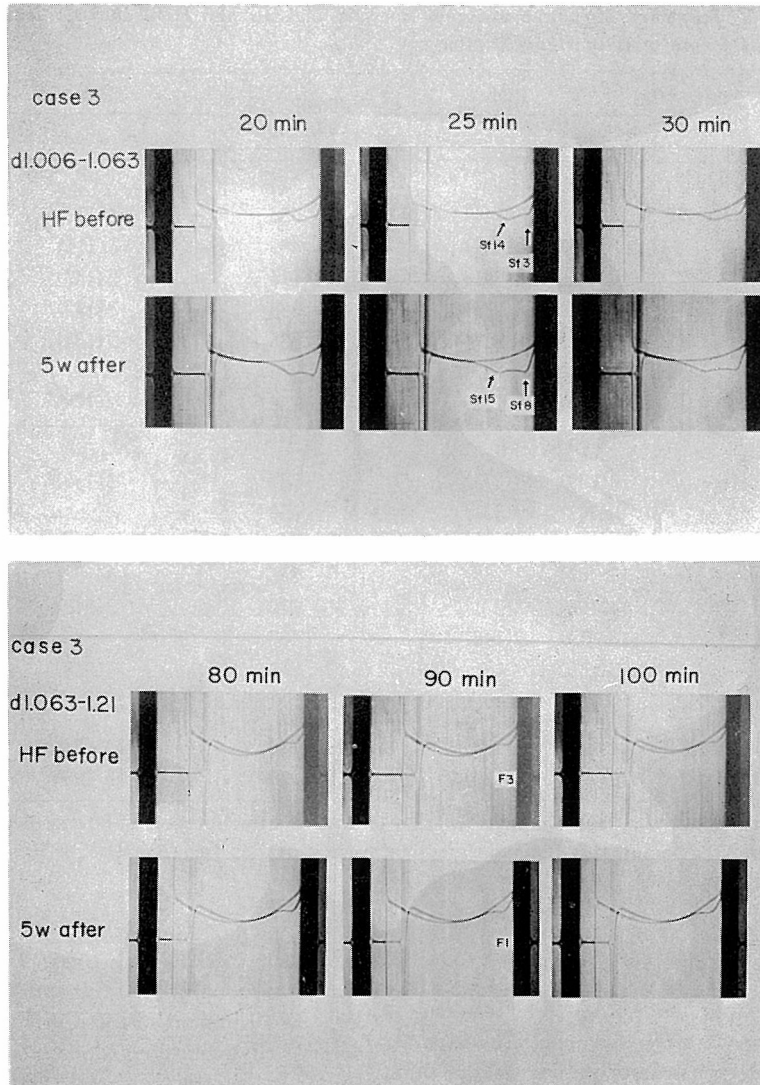 case 3
20 min 25 min 30 min
d1.006-1.063
HF before
Sf14
Sf3
5w after
Sf15
Sf8
case 3
80 min 90 min 100 min
d1.063-1.21
HF before
F3
5w after
F1